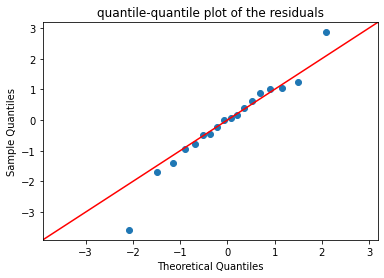 quantile-quantile plot of the residuals
3
2
1
0
−1
−2
−3
Sample Quantiles
−3 −2 −1 0 1 2 3
Theoretical Quantiles